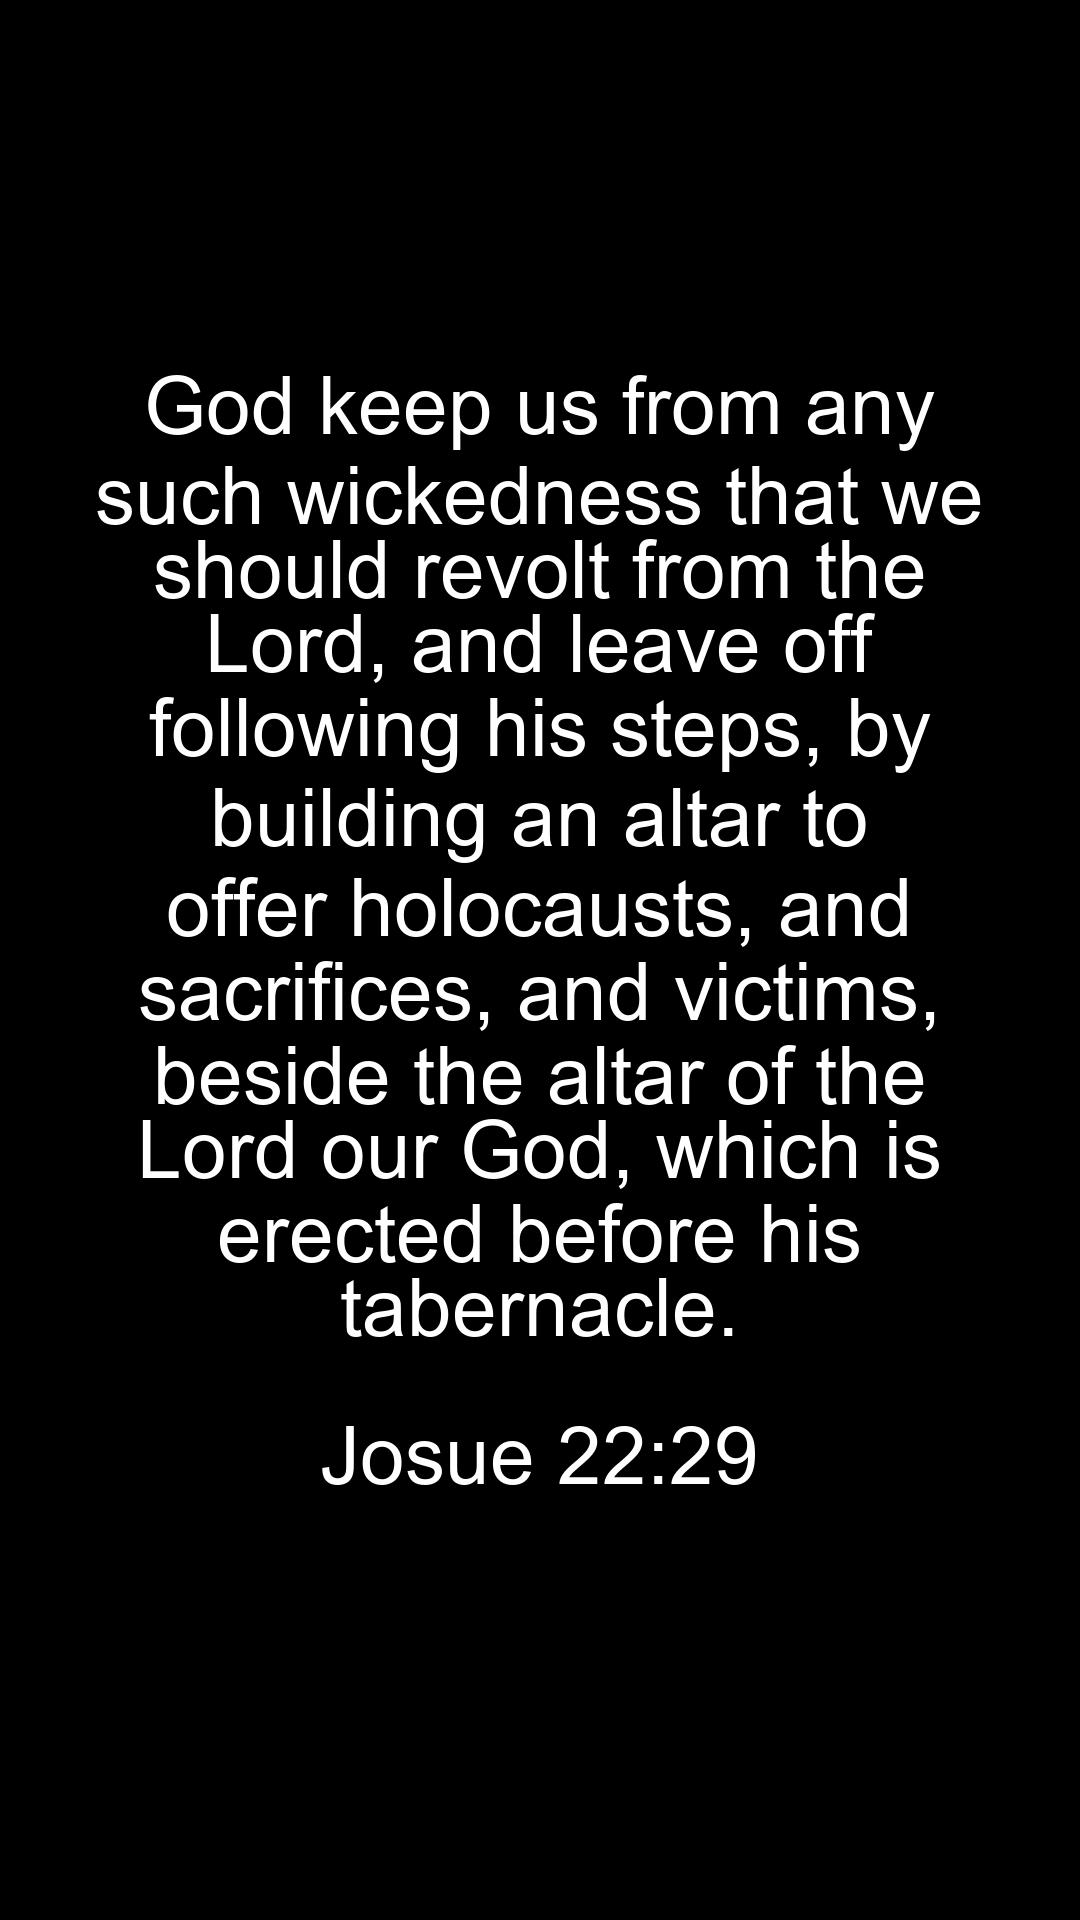 God keep us from any
such wickedness that we
should revolt from the
Lord, and leave off
following his steps, by
building an altar to
offer holocausts, and
sacrifices, and victims,
beside the altar of the
Lord our God, which is
erected before his
tabernacle.
Josue 22:29